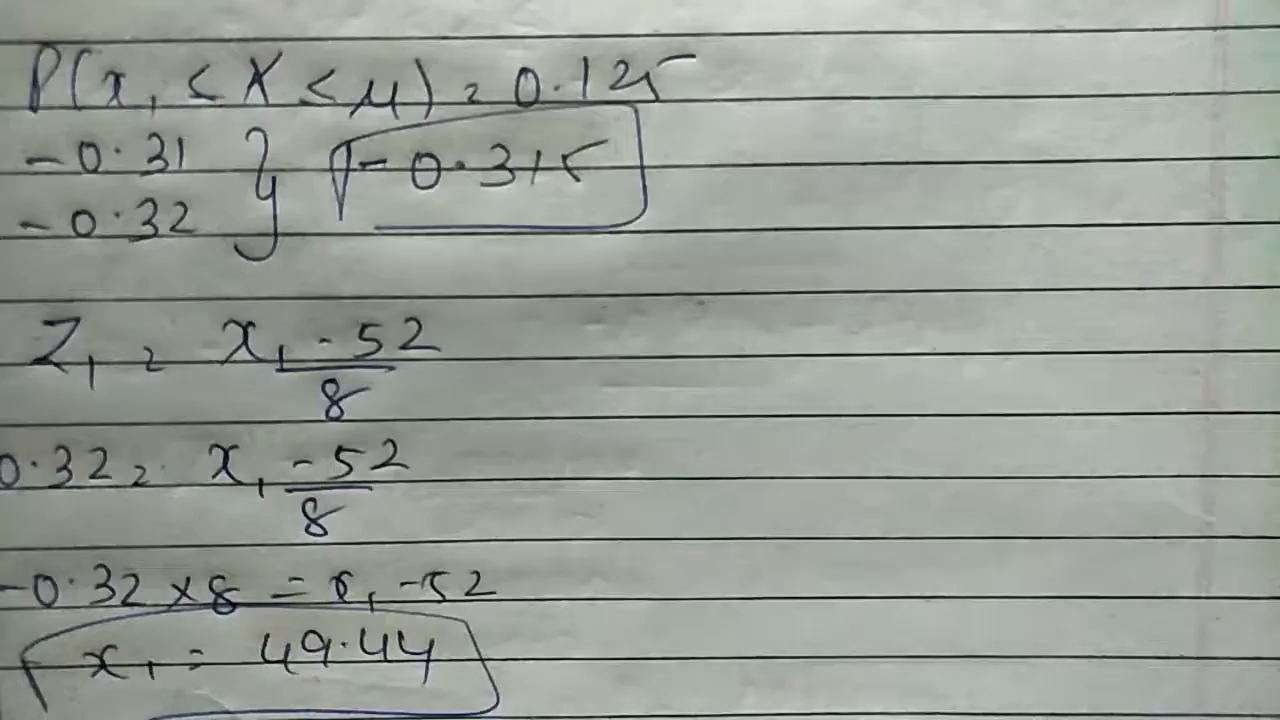 P(x₁ < X < μ) = 0.125
-0.31 } -0.315
-0.32
Z₁ = x₁ - 52
8
0.32 = x₁ - 52
8
-0.32 × 8 = x₁ - 52
x₁ = 49.44